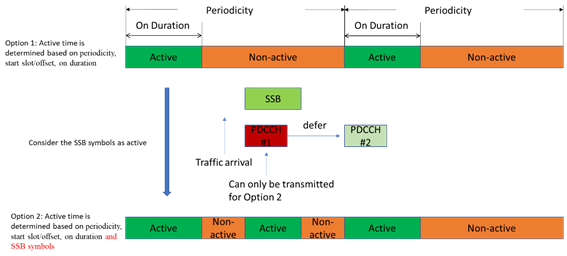 Periodicity Periodicity
On Duration On Duration
Option 1: Active time is
determined based on periodicity,
start slot/offset, on duration
Active Non-active Active Non-active
SSB
Consider the SSB symbols as active
PDCCH
#1
defer
PDCCH
#2
Traffic arrival
Can only be transmitted
for Option 2
Option 2: Active time is
determined based on periodicity,
start slot/offset, on duration and
SSB symbols
Active Non-
active Active Non-
active Active Non-active